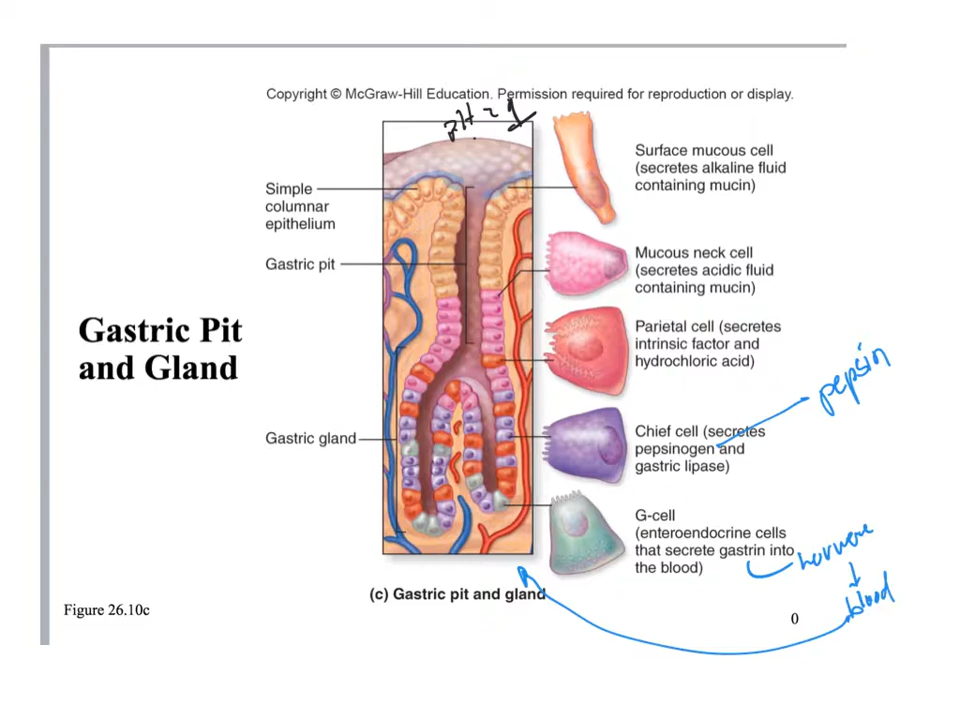 Copyright © McGraw-Hill Education. Permission required for reproduction or display.
pH = 1
Simple
columnar
epithelium
Gastric pit
Gastric Pit
and Gland
Gastric gland
Surface mucous cell
(secretes alkaline fluid
containing mucin)
Mucous neck cell
(secretes acidic fluid
containing mucin)
Parietal cell (secretes
intrinsic factor and
hydrochloric acid)
pepsin
Chief cell (secretes
pepsinogen and
gastric lipase)
G-cell
(enteroendocrine cells
that secrete gastrin into
the blood)
hormone
blood
(c) Gastric pit and gland
Figure 26.10c
0